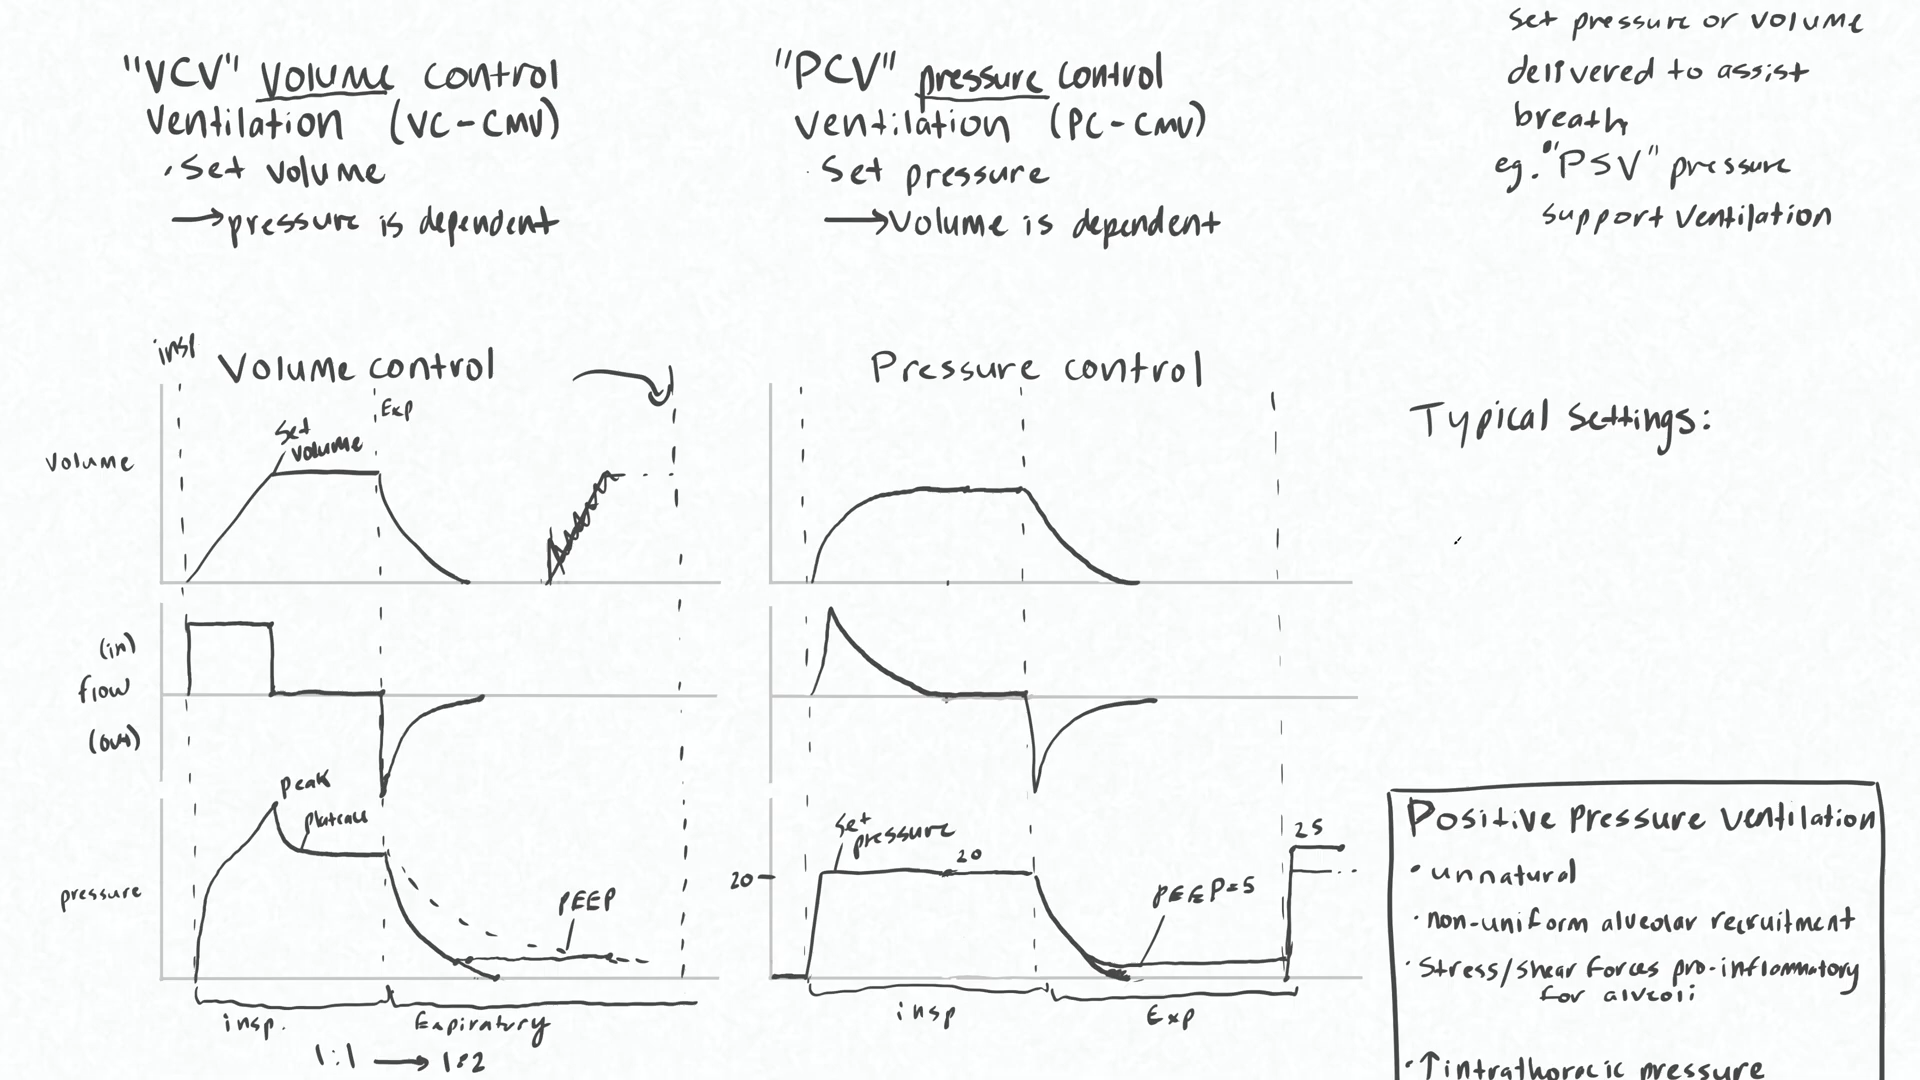 "VCV" Volume control
Ventilation (VC-CMV)
· Set volume
→ pressure is dependent
"PCV" pressure control
ventilation (PC-CMV)
· Set pressure
→ Volume is dependent
Set pressure or volume
delivered to assist
breath
eg. "PSV" pressure
support ventilation
insp
Volume control
Exp
Set
volume
volume
(in)
flow
(out)
peak
plateau
pressure
PEEP
insp.
Expiratory
1:1 → 1:2
Pressure control
Set
pressure
20
20
PEEP=5
25
insp
Exp
Typical settings:
Positive Pressure Ventilation
· unnatural
· non-uniform alveolar recruitment
· Stress/shear forces pro-inflammatory
for alveoli
· ↑intrathoracic pressure